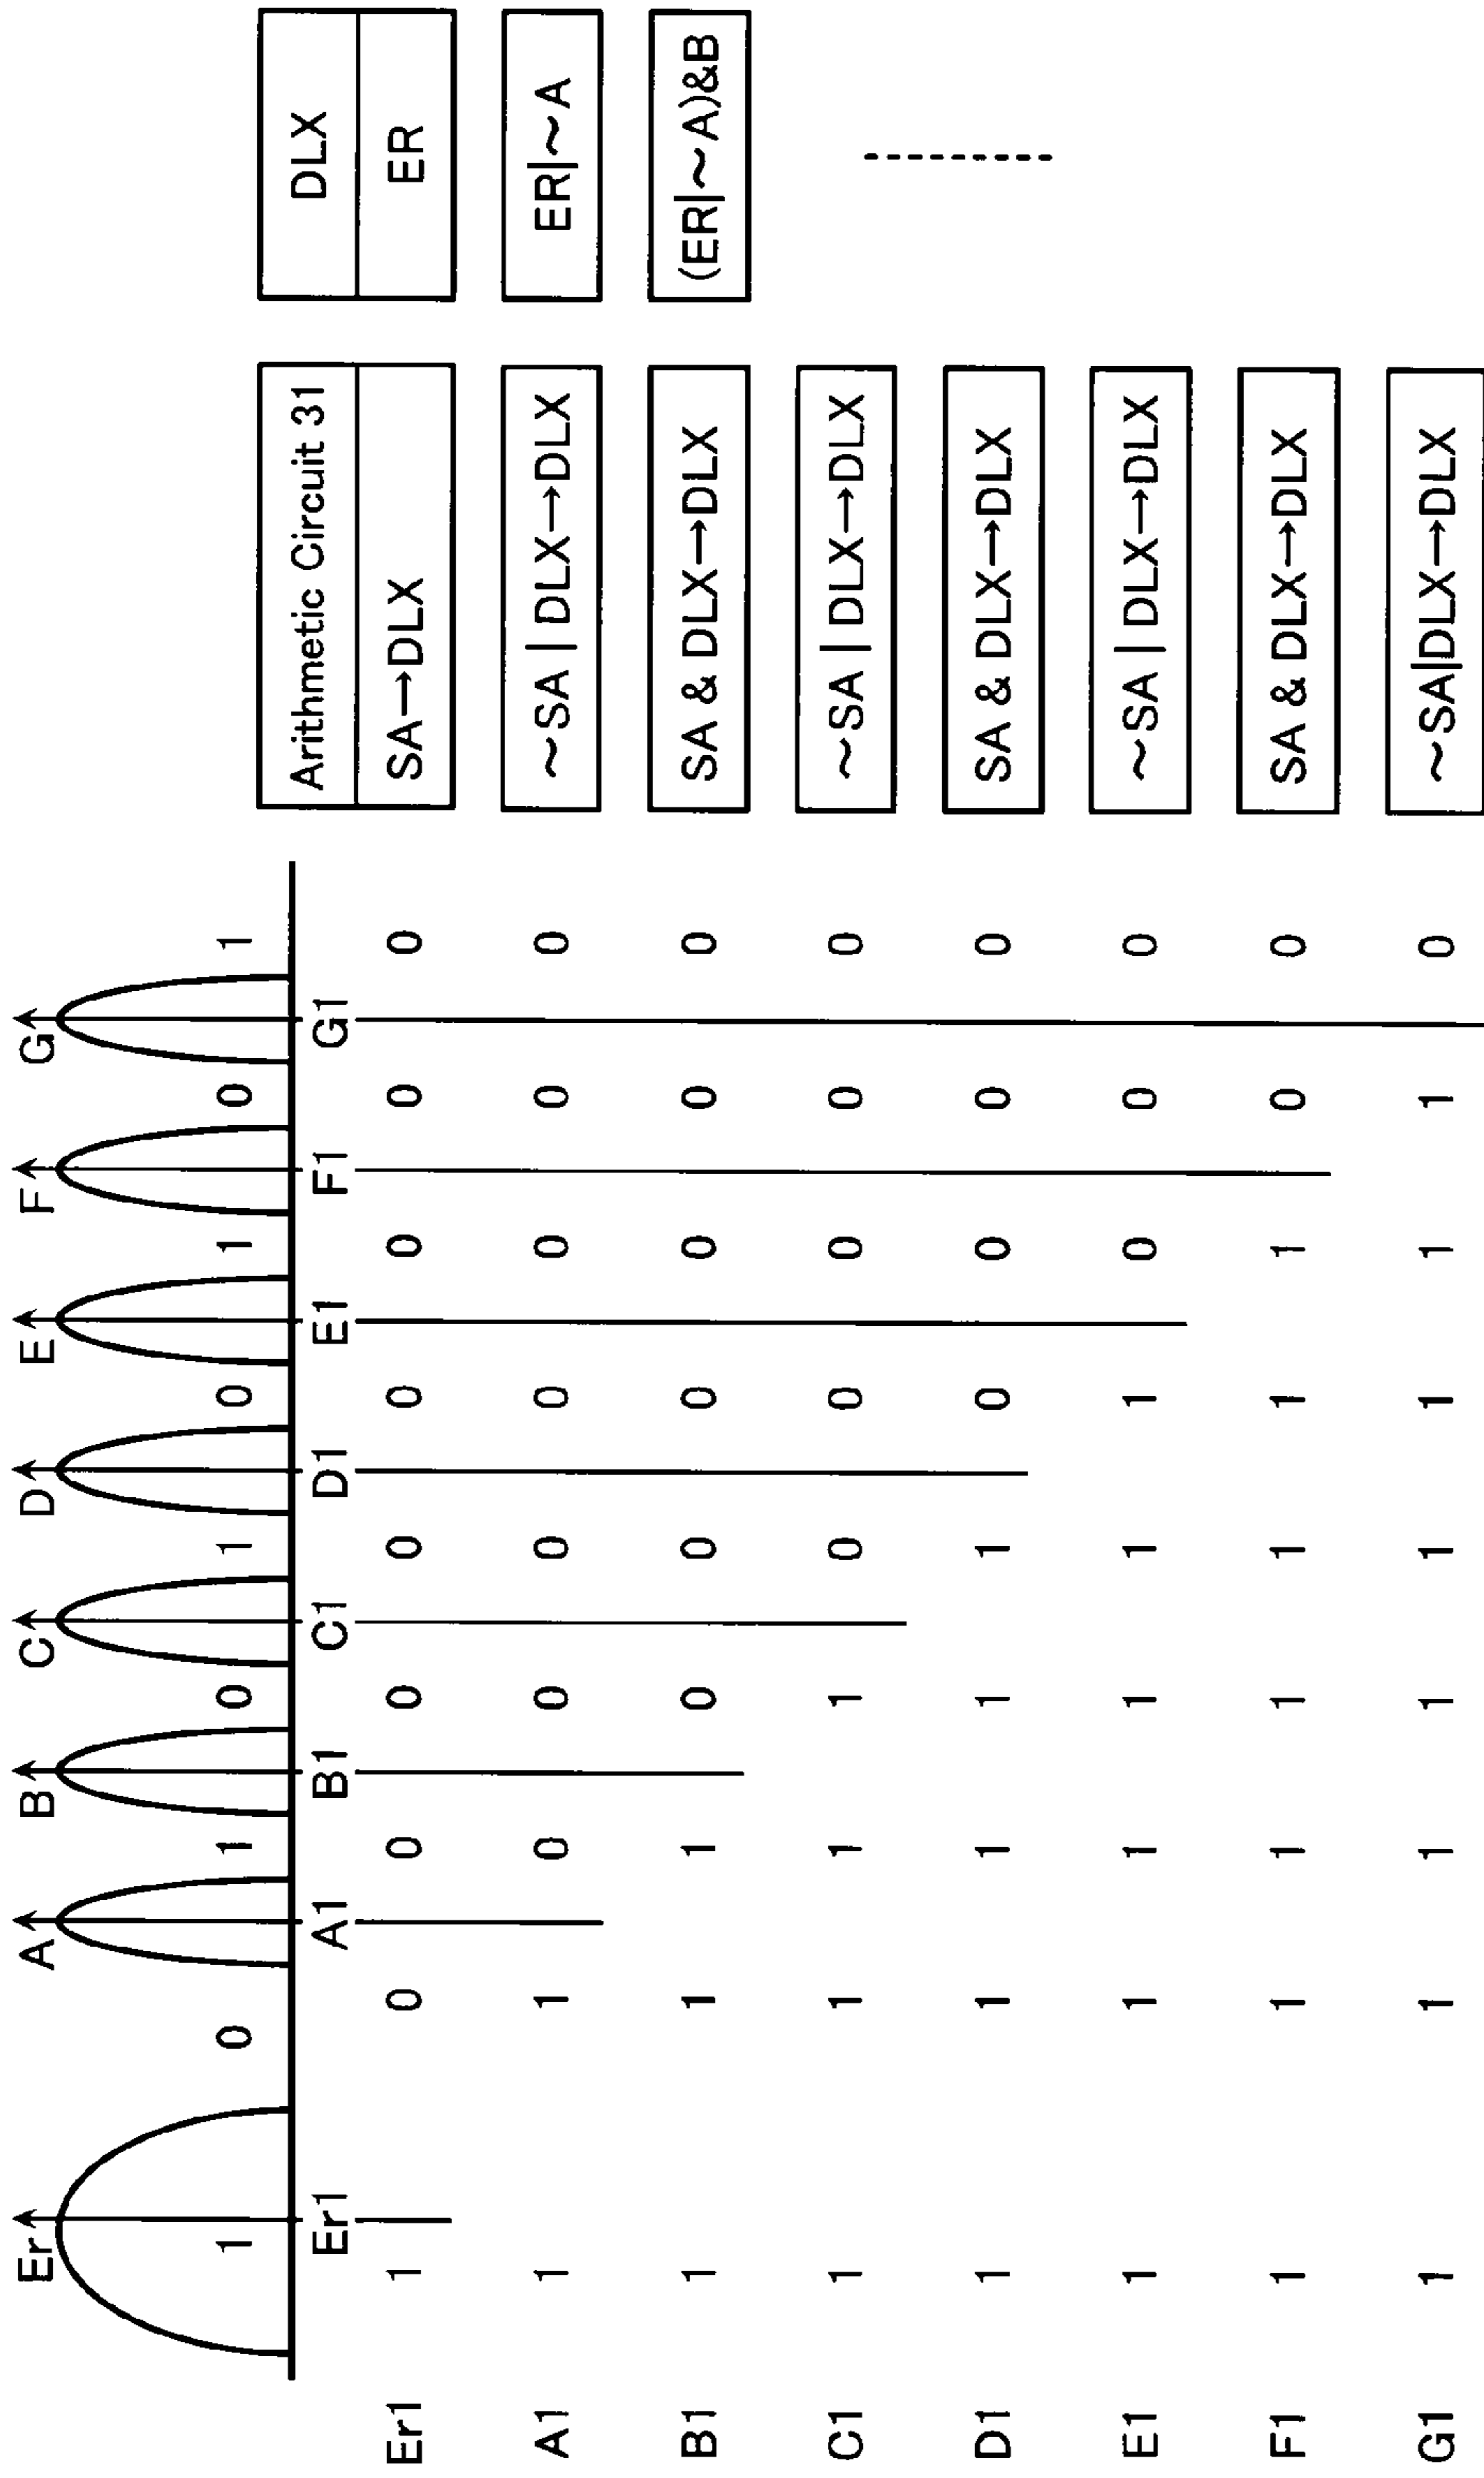 Er A B C D E F G
1 0 1 0 1 0 1 0 1
Er1 A1 B1 C1 D1 E1 F1 G1 Arithmetic Circuit 31 DLX
Er1 1 0 0 0 0 0 0 0 0 SA→DLX ER
A1 1 1 0 0 0 0 0 0 0 ~SA | DLX→DLX ER|~A
B1 1 1 1 0 0 0 0 0 0 SA & DLX→DLX (ER|~A)&B
C1 1 1 1 1 0 0 0 0 0 ~SA | DLX→DLX
D1 1 1 1 1 1 0 0 0 0 SA & DLX→DLX
E1 1 1 1 1 1 1 0 0 0 ~SA | DLX→DLX
F1 1 1 1 1 1 1 1 0 0 SA & DLX→DLX
G1 1 1 1 1 1 1 1 1 0 ~SA|DLX→DLX